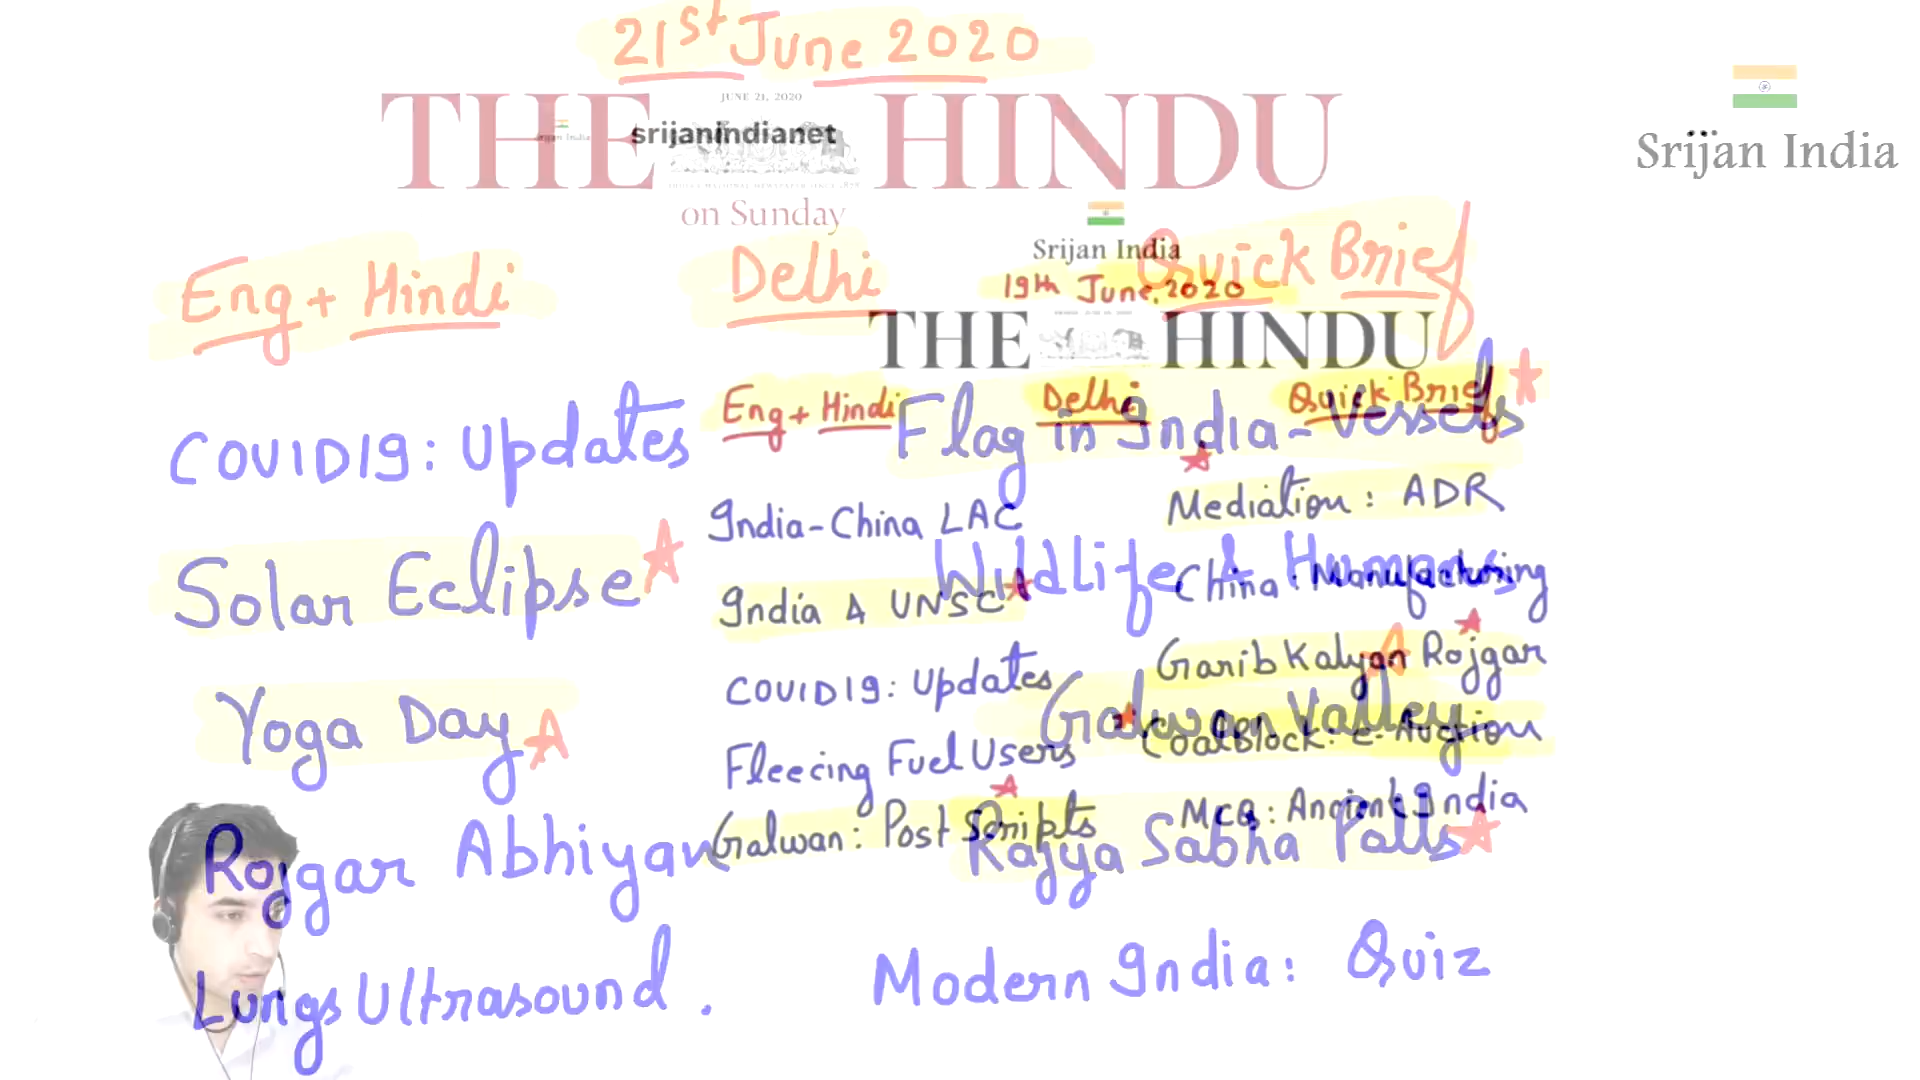 21st June 2020
JUNE 21, 2020
THE HINDU
srijanindianet
on Sunday
Srijan India
Eng + Hindi
Delhi
Quick Brief
COVID19: Updates
Solar Eclipse
Yoga Day
Rojgar Abhiyan
Lungs Ultrasound.
Flag in India-Vessels
Wildlife & Humans
Galwan Valley
Rajya Sabha Polls
Modern India: Quiz
Srijan India
19th June, 2020
THE HINDU
Eng + Hindi
Delhi
Quick Brief
India-China LAC
India & UNSC
COVID19: Updates
Fleecing Fuel Users
Galwan: Post Scripts
Mediation: ADR
China: Manufacturing
Garib Kalyan Rojgar
Coal Block: E-Auction
MCQ: Ancient India